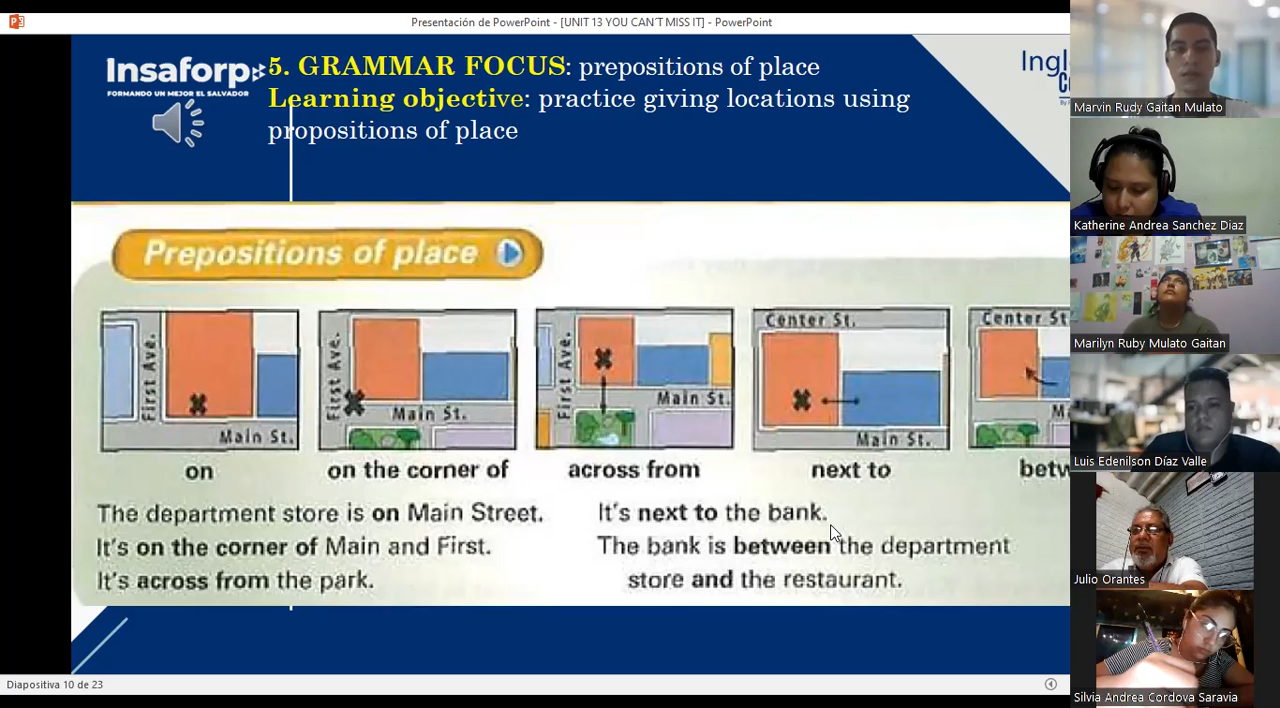 Presentación de PowerPoint - [UNIT 13 YOU CAN´T MISS IT] - PowerPoint
Insaforp
FORMANDO UN MEJOR EL SALVADOR
5. GRAMMAR FOCUS: prepositions of place
Learning objective: practice giving locations using
propositions of place
Prepositions of place
First Ave.
Main St.
First Ave.
Main St.
First Ave.
Main St.
Center St.
Main St.
Center St
on
on the corner of
across from
next to
The department store is on Main Street.
It's on the corner of Main and First.
It's across from the park.
It's next to the bank.
The bank is between the department
store and the restaurant.
Diapositiva 10 de 23
Marvin Rudy Gaitan Mulato
Katherine Andrea Sanchez Diaz
Marilyn Ruby Mulato Gaitan
Luis Edenilson Díaz Valle
Julio Orantes
Silvia Andrea Cordova Saravia